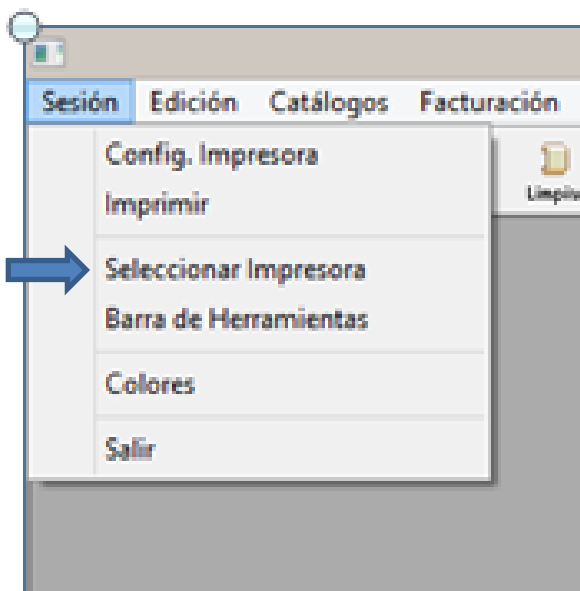 Sesión Edición Catálogos Facturación
Config. Impresora
Imprimir
Seleccionar Impresora
Barra de Herramientas
Colores
Salir